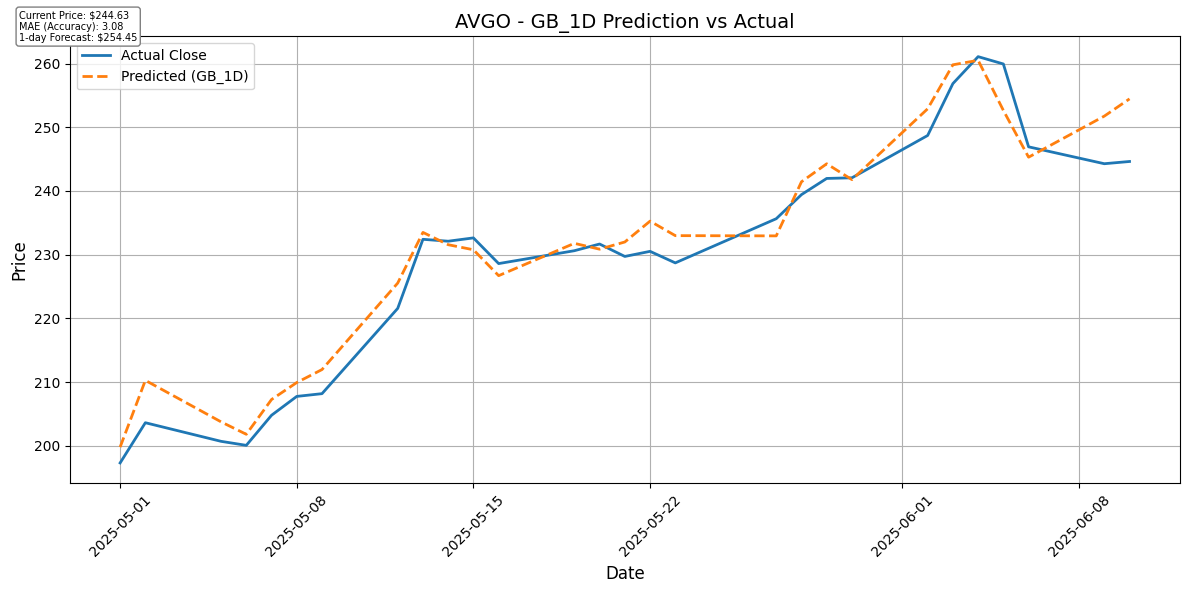 Current Price: $244.63
MAE (Accuracy): 3.08
1-day Forecast: $254.45
AVGO - GB_1D Prediction vs Actual
Actual Close
Predicted (GB_1D)
Price
260
250
240
230
220
210
200
2025-05-01
2025-05-08
2025-05-15
2025-05-22
2025-06-01
2025-06-08
Date